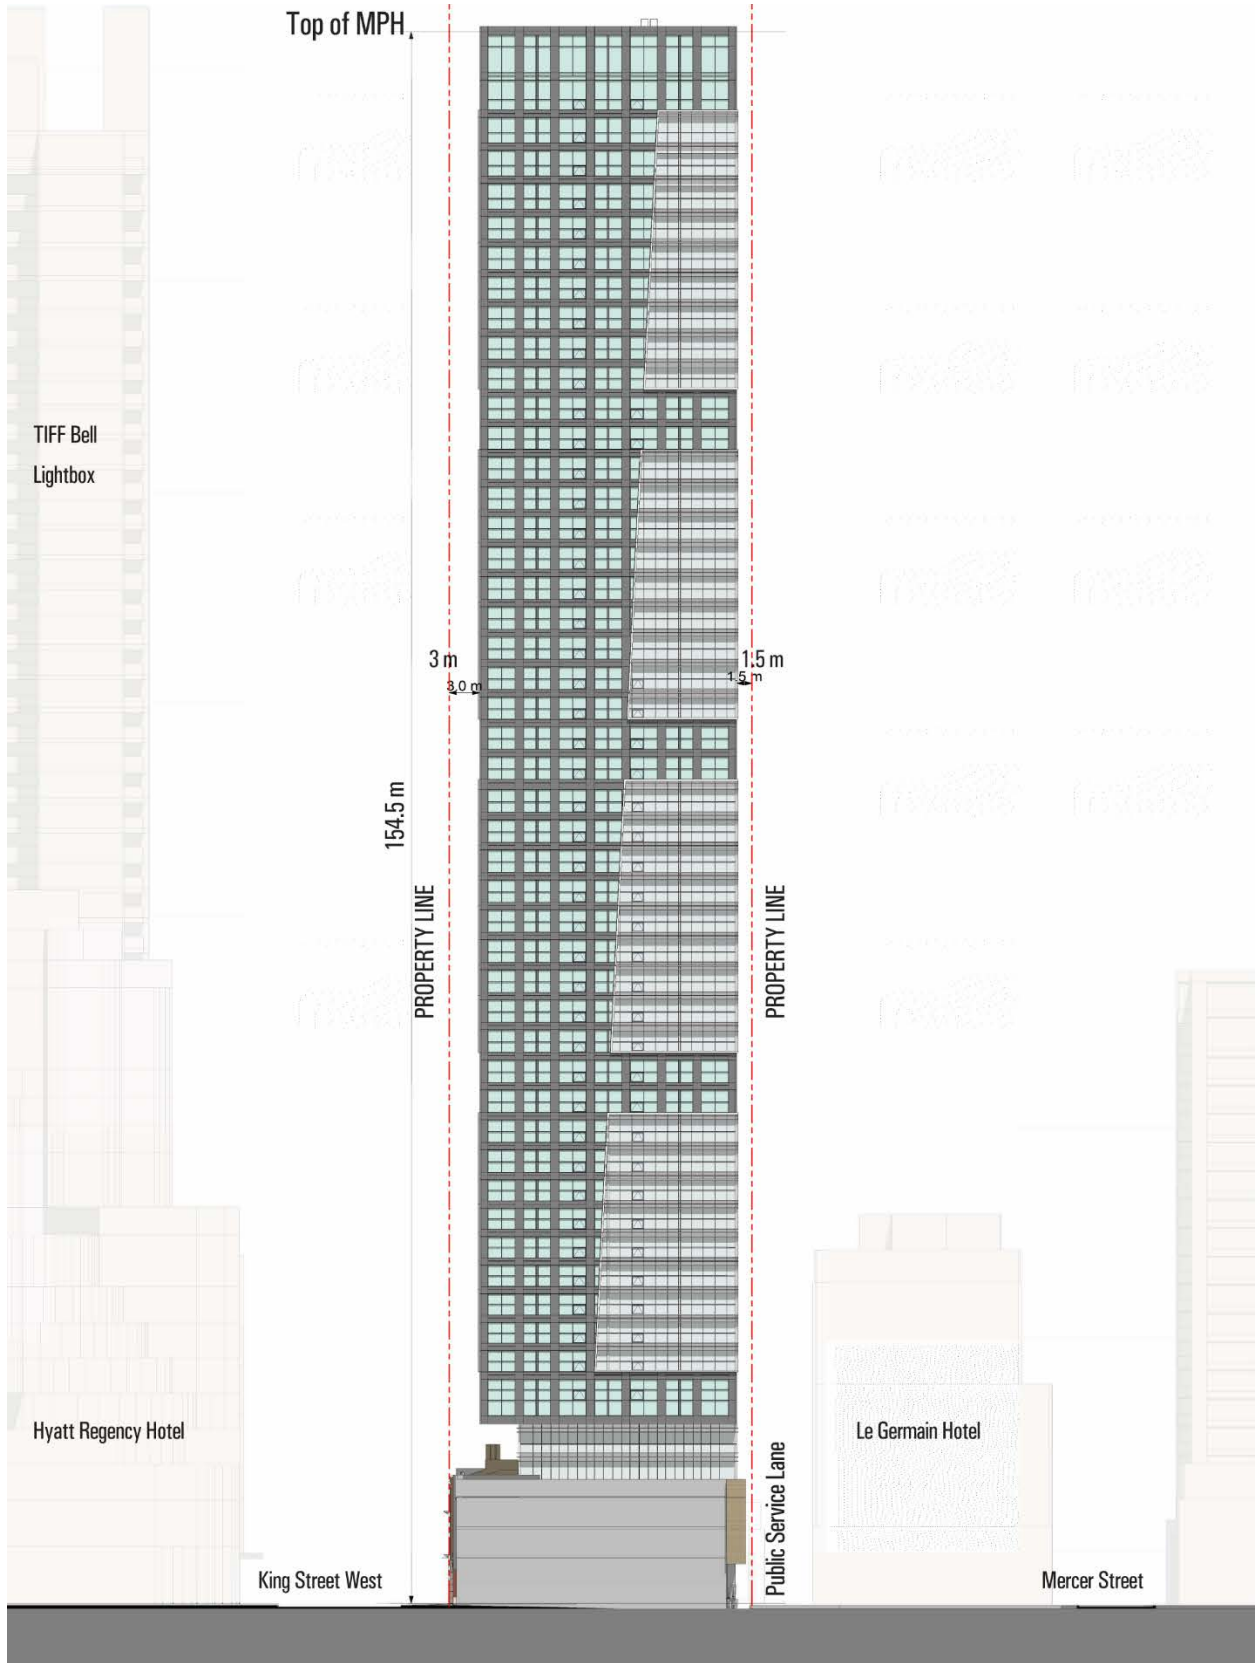 Top of MPH
TIFF Bell
Lightbox
3 m
3.0 m
1.5 m
1.5 m
154.5 m
PROPERTY LINE
PROPERTY LINE
Hyatt Regency Hotel
Le Germain Hotel
Public Service Lane
King Street West
Mercer Street